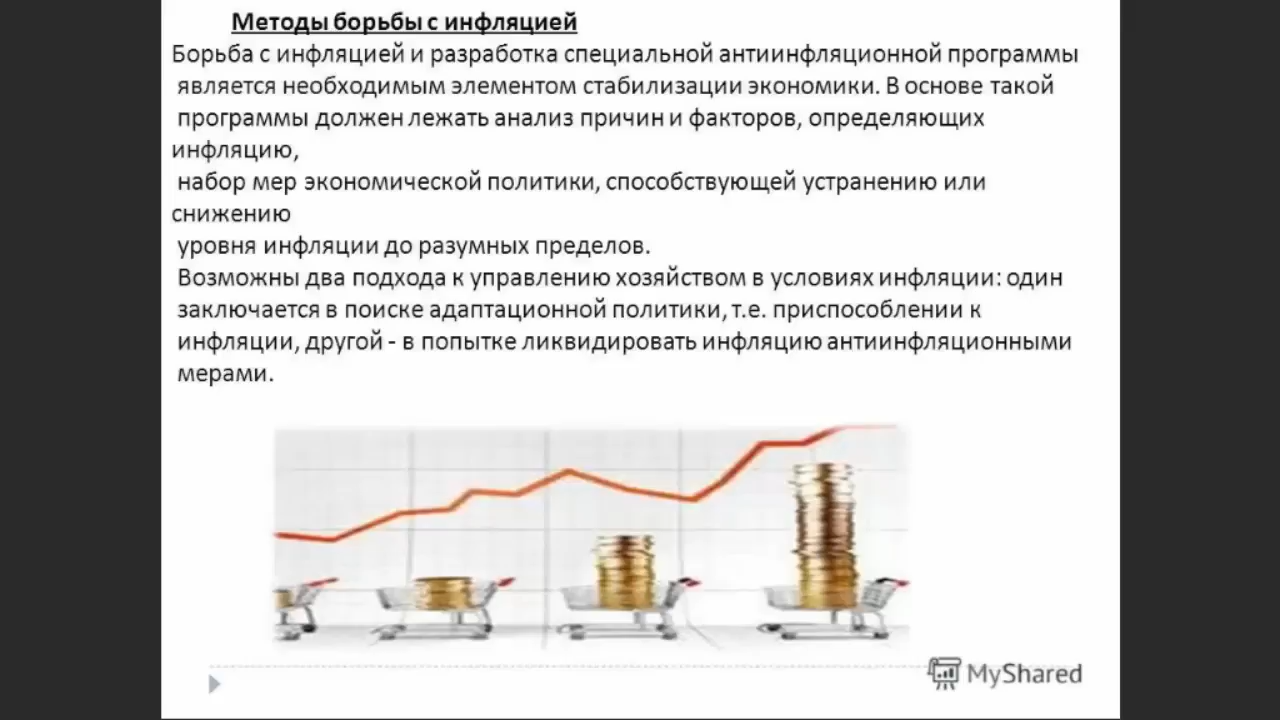 Методы борьбы с инфляцией
Борьба с инфляцией и разработка специальной антиинфляционной программы
является необходимым элементом стабилизации экономики. В основе такой
программы должен лежать анализ причин и факторов, определяющих
инфляцию,
набор мер экономической политики, способствующей устранению или
снижению
уровня инфляции до разумных пределов.
Возможны два подхода к управлению хозяйством в условиях инфляции: один
заключается в поиске адаптационной политики, т.е. приспособлении к
инфляции, другой - в попытке ликвидировать инфляцию антиинфляционными
мерами.
MyShared